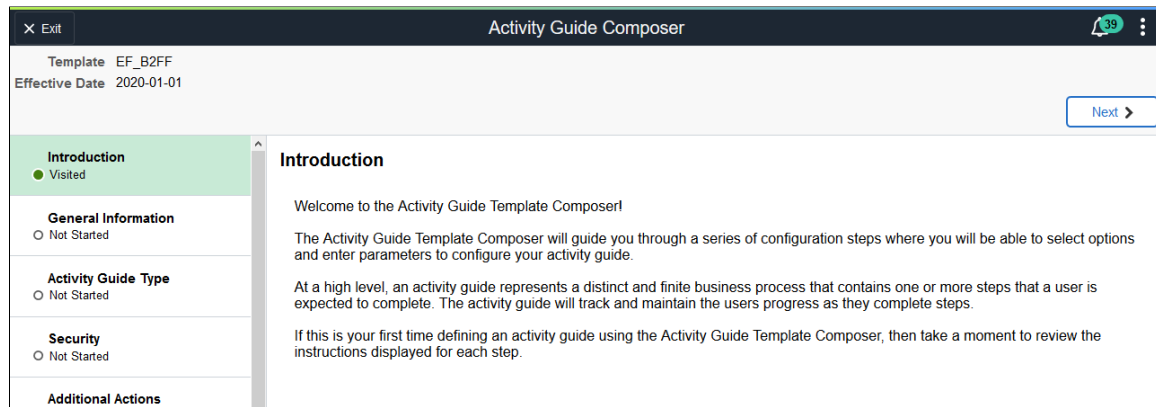 Exit
Activity Guide Composer
39
Template EF_B2FF
Effective Date 2020-01-01
Next
Introduction
Visited
General Information
Not Started
Activity Guide Type
Not Started
Security
Not Started
Additional Actions
Introduction
Welcome to the Activity Guide Template Composer!
The Activity Guide Template Composer will guide you through a series of configuration steps where you will be able to select options
and enter parameters to configure your activity guide.
At a high level, an activity guide represents a distinct and finite business process that contains one or more steps that a user is
expected to complete. The activity guide will track and maintain the users progress as they complete steps.
If this is your first time defining an activity guide using the Activity Guide Template Composer, then take a moment to review the
instructions displayed for each step.